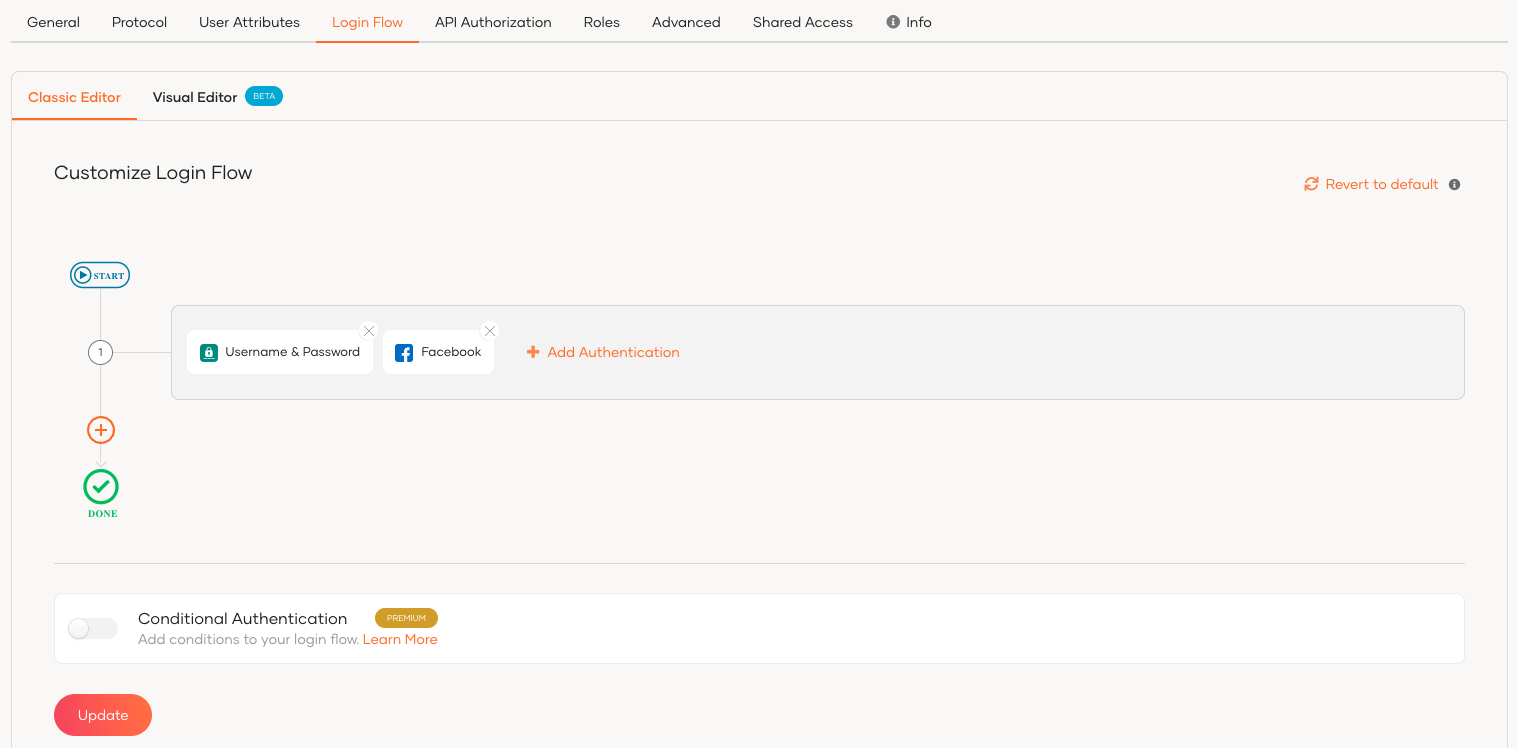 General Protocol User Attributes Login Flow API Authorization Roles Advanced Shared Access Info
Classic Editor Visual Editor BETA
Customize Login Flow
Revert to default
START
1 Username & Password Facebook Add Authentication
DONE
Conditional Authentication PREMIUM
Add conditions to your login flow. Learn More
Update